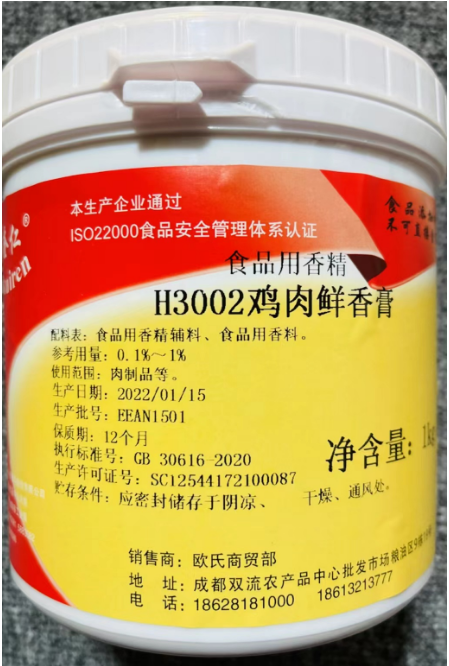 本生产企业通过
ISO22000食品安全管理体系认证
食品用香精
H3002鸡肉鲜香膏
配料表：食品用香精辅料、食品用香料。
参考用量：0.1%～1%
使用范围：肉制品等。
生产日期：2022/01/15
生产批号：EEAN1501
保质期：12个月
执行标准号：GB 30616-2020
生产许可证号：SC12544172100087
贮存条件：应密封储存于阴凉、 干燥、通风处。
净含量：1kg
销售商：欧氏商贸部
地 址：成都双流农产品中心批发市场粮油区9栋
电 话：18628181000 18613213777